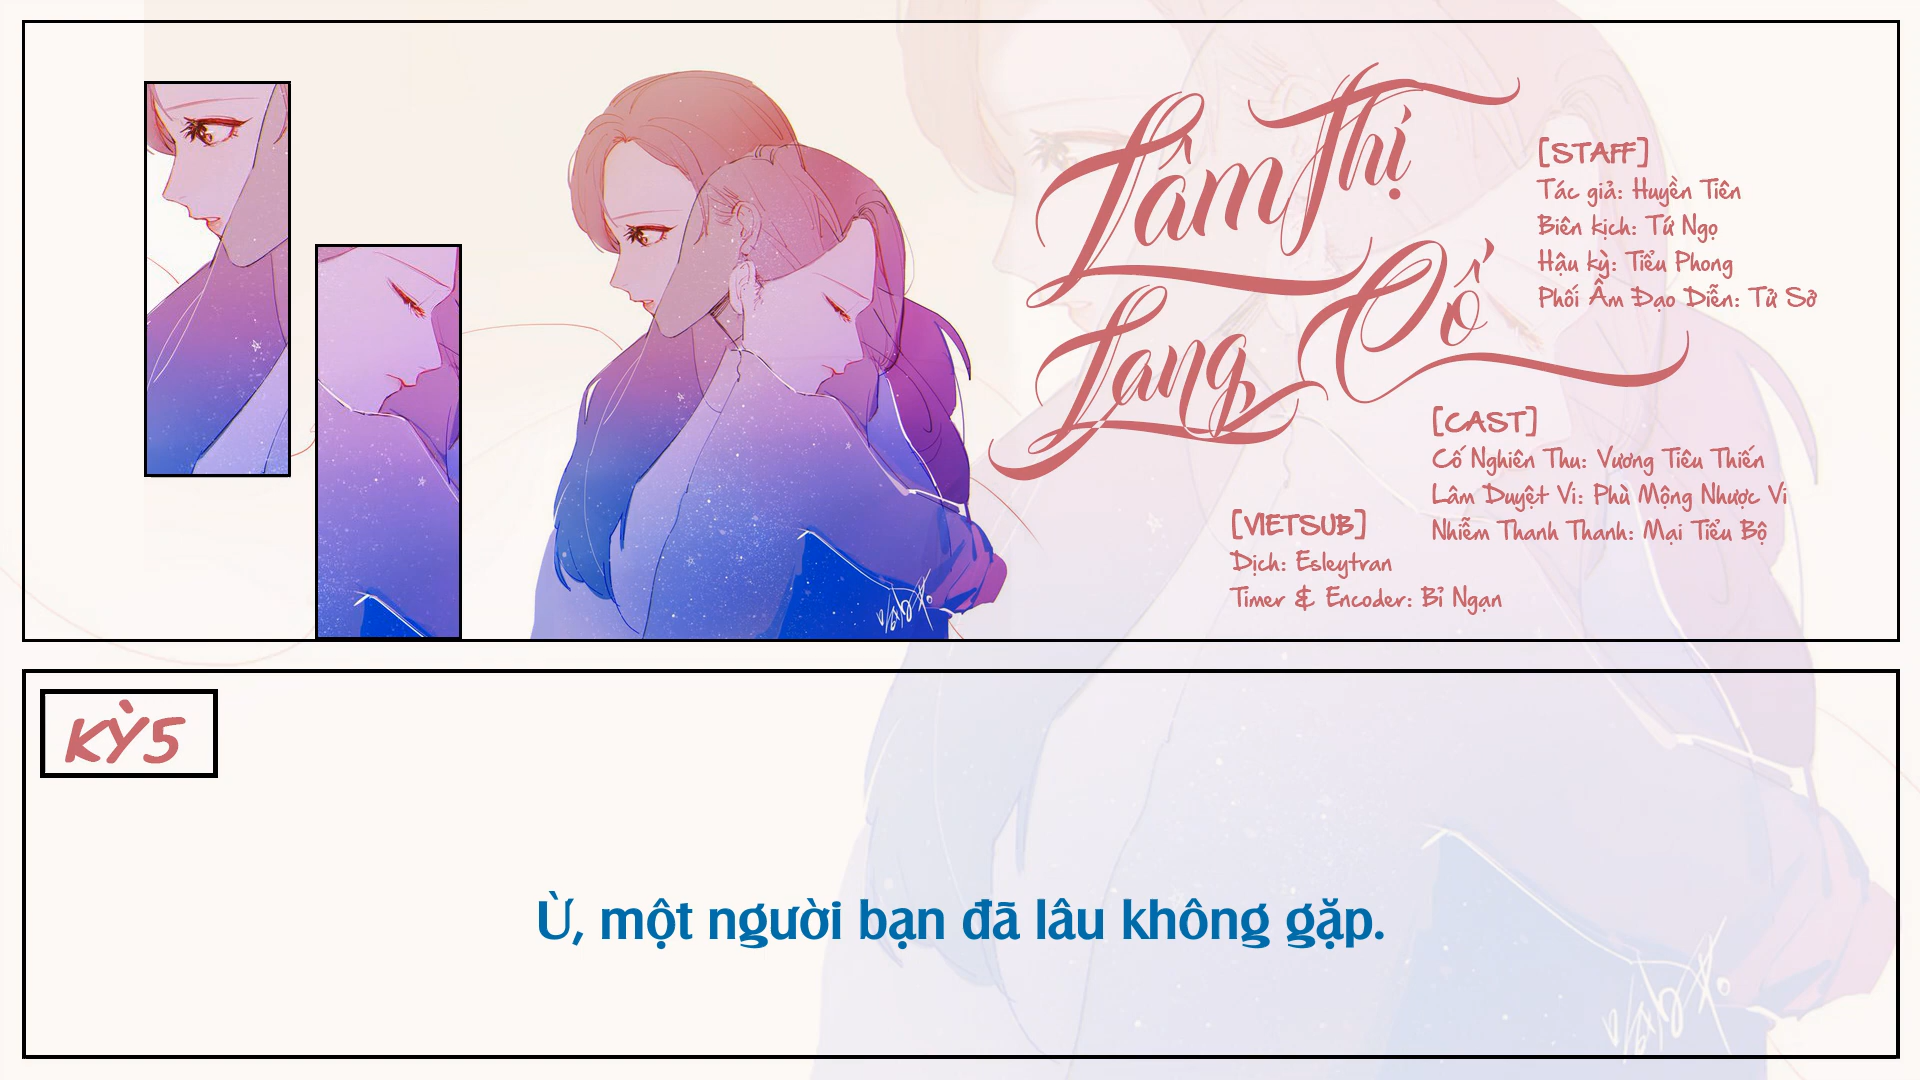 Lâm Thị
Lang Cố
[STAFF]
Tác giả: Huyền Tiên
Biên kịch: Tứ Ngọ
Hậu kỳ: Tiểu Phong
Phối Âm Đạo Diễn: Tử Sở
[CAST]
Cố Nghiên Thu: Vương Tiêu Thiến
Lâm Duyệt Vi: Phù Mộng Nhược Vi
Nhiễm Thanh Thanh: Mại Tiểu Bộ
[VIETSUB]
Dịch: Esleytran
Timer & Encoder: Bỉ Ngạn
KỲ5
Ừ, một người bạn đã lâu không gặp.